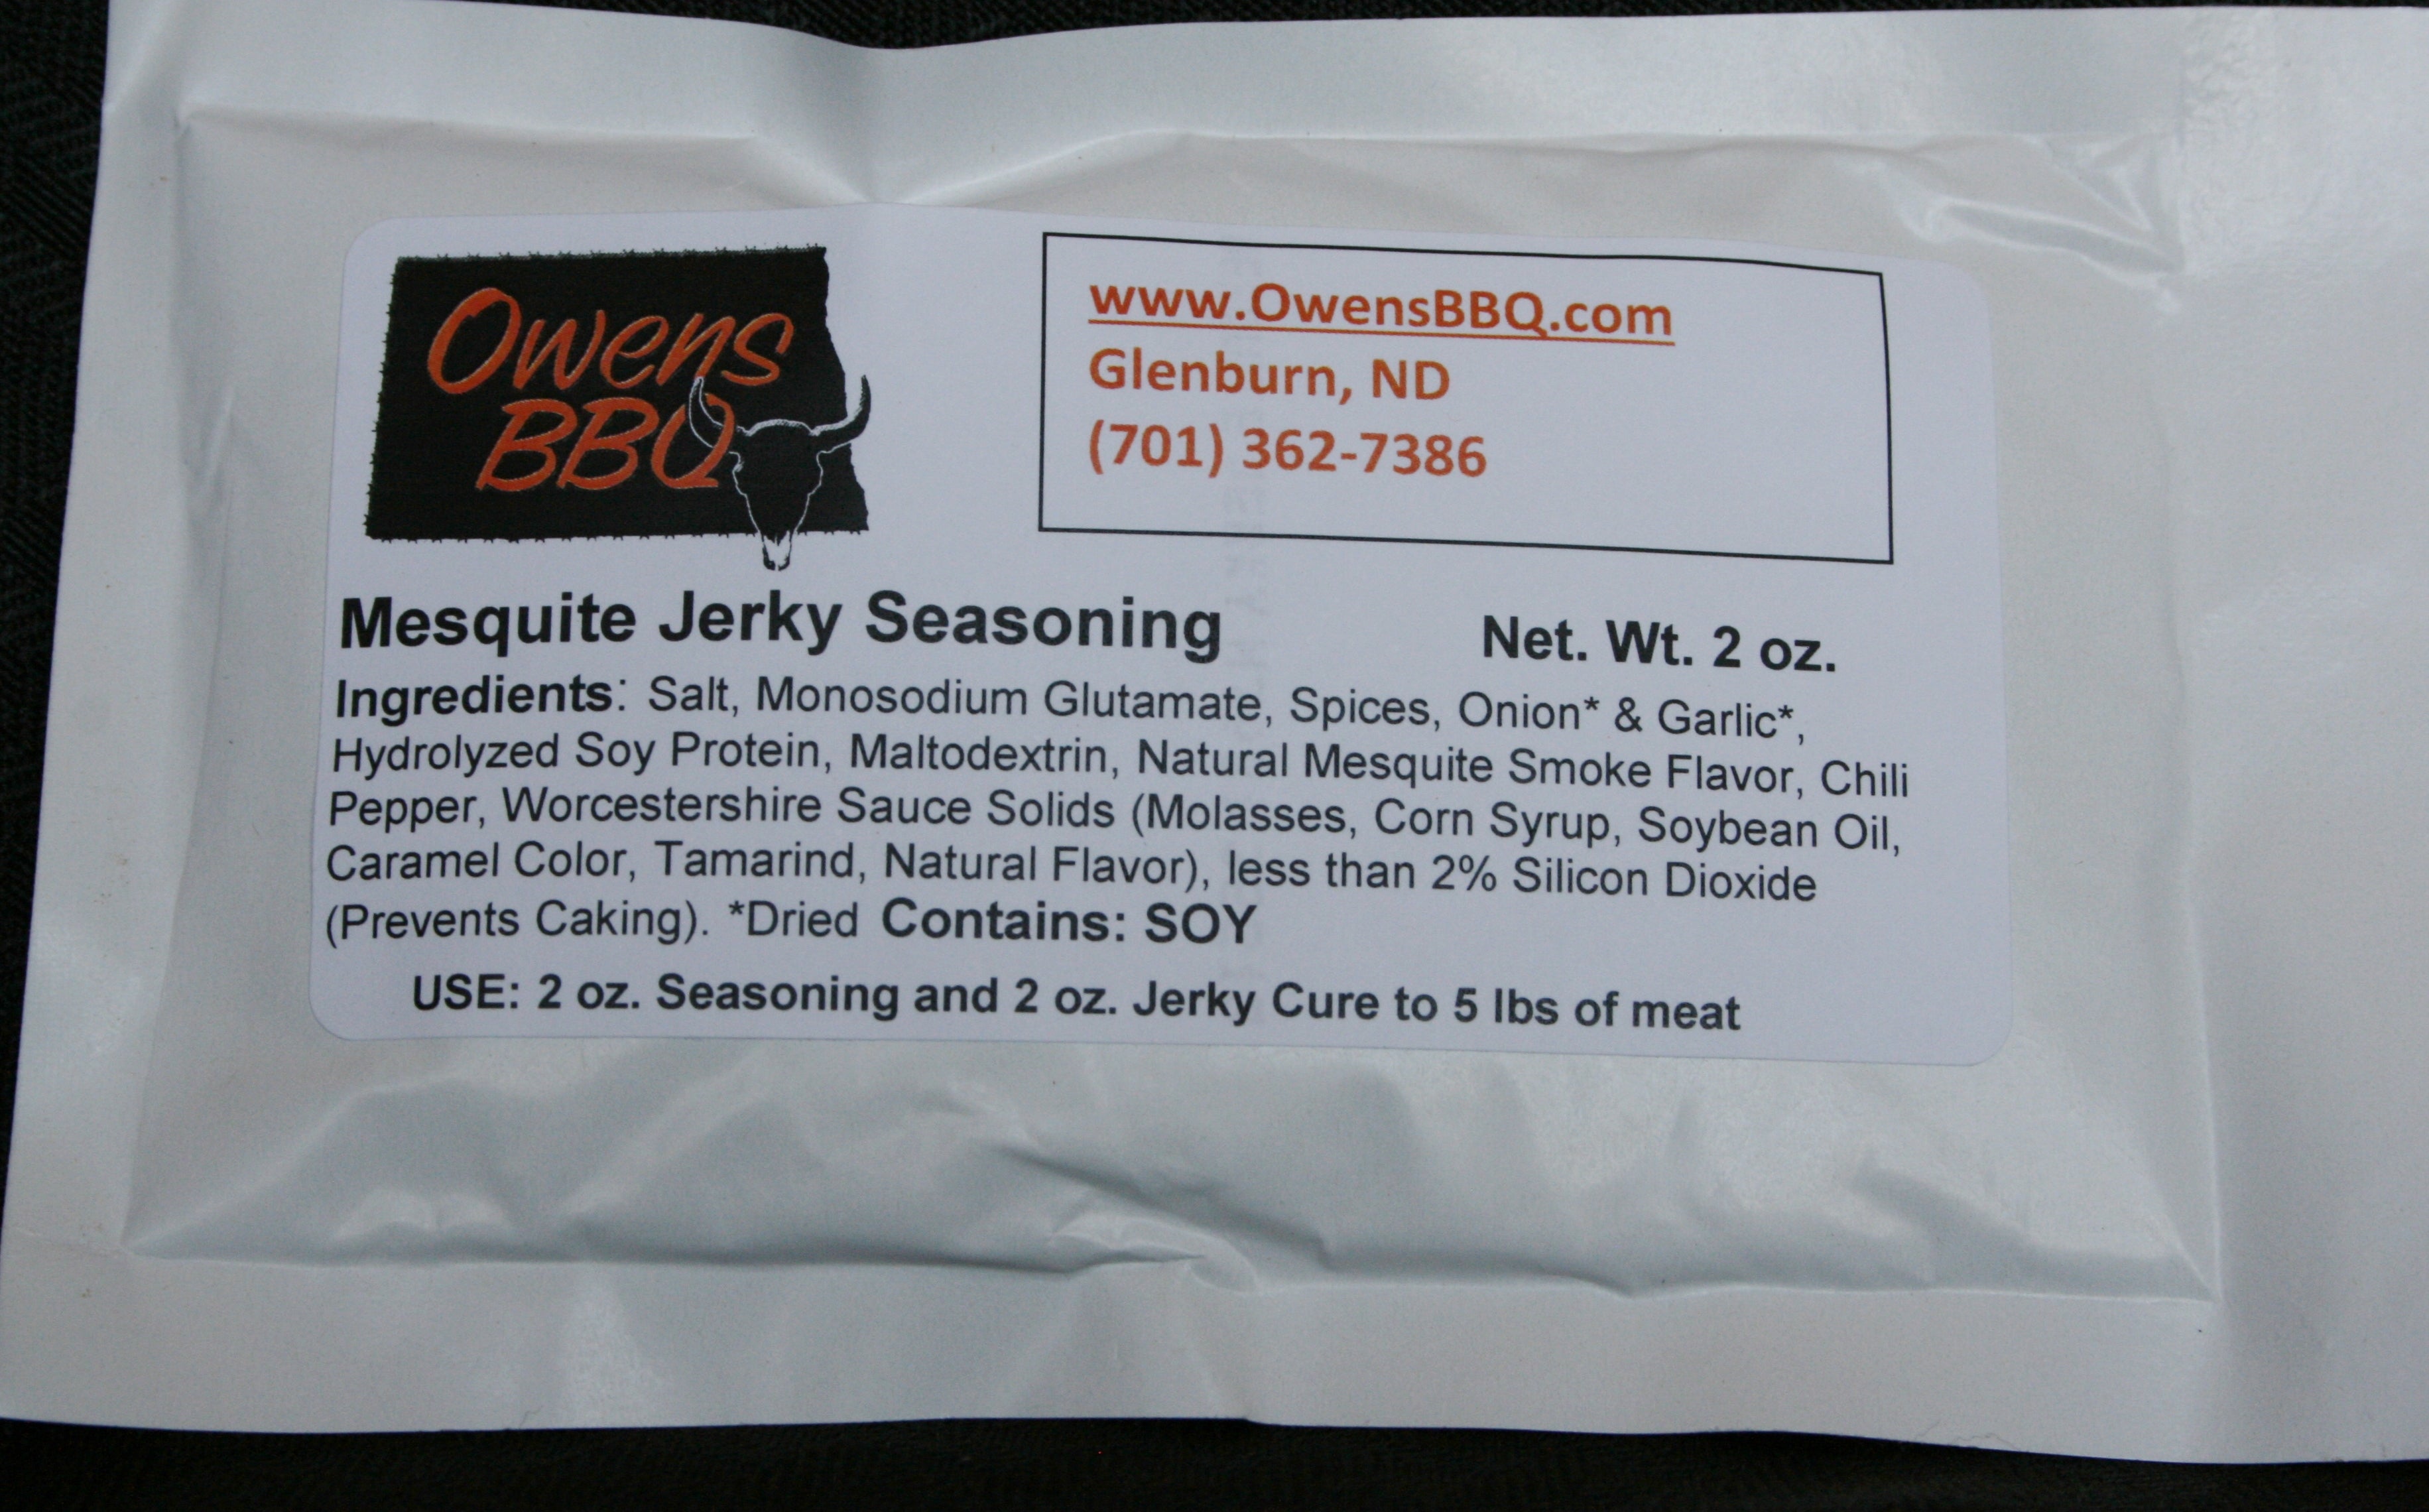 Owens
BBQ
www.OwensBBQ.com
Glenburn, ND
(701) 362-7386
Mesquite Jerky Seasoning Net. Wt. 2 oz.
Ingredients: Salt, Monosodium Glutamate, Spices, Onion* & Garlic*,
Hydrolyzed Soy Protein, Maltodextrin, Natural Mesquite Smoke Flavor, Chili
Pepper, Worcestershire Sauce Solids (Molasses, Corn Syrup, Soybean Oil,
Caramel Color, Tamarind, Natural Flavor), less than 2% Silicon Dioxide
(Prevents Caking). *Dried Contains: SOY
USE: 2 oz. Seasoning and 2 oz. Jerky Cure to 5 lbs of meat